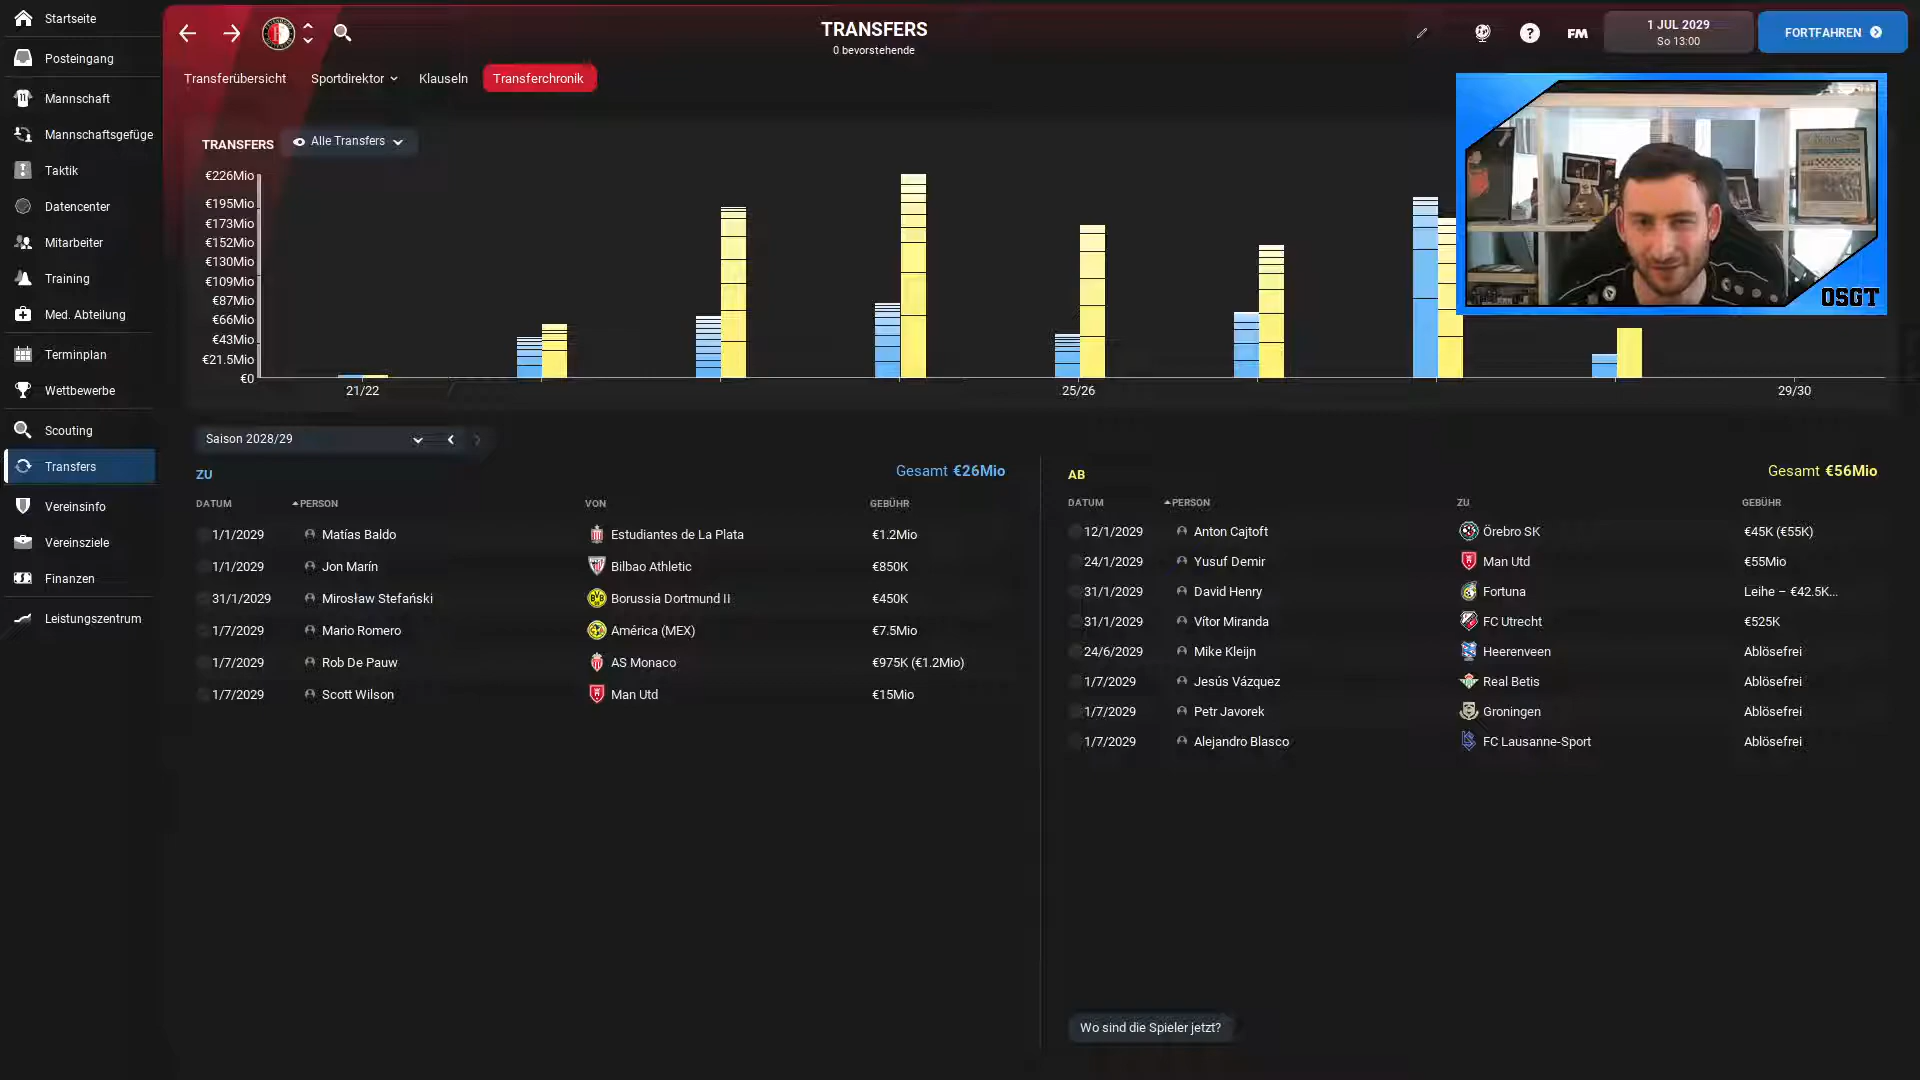 Startseite
Posteingang
Mannschaft
Mannschaftsgefüge
Taktik
Datencenter
Mitarbeiter
Training
Med. Abteilung
Terminplan
Wettbewerbe
Scouting
Transfers
Vereinsinfo
Vereinsziele
Finanzen
Leistungszentrum
TRANSFERS
0 bevorstehende
FM
1 JUL 2029
So 13:00
FORTFAHREN
Transferübersicht Sportdirektor Klauseln Transferchronik
OSGT
TRANSFERS Alle Transfers
€226Mio
€195Mio
€173Mio
€152Mio
€130Mio
€109Mio
€87Mio
€66Mio
€43Mio
€21.5Mio
€0
21/22 25/26 29/30
Saison 2028/29
ZU Gesamt €26Mio
DATUM PERSON VON GEBÜHR
1/1/2029 Matías Baldo Estudiantes de La Plata €1.2Mio
1/1/2029 Jon Marín Bilbao Athletic €850K
31/1/2029 Mirosław Stefański Borussia Dortmund II €450K
1/7/2029 Mario Romero América (MEX) €7.5Mio
1/7/2029 Rob De Pauw AS Monaco €975K (€1.2Mio)
1/7/2029 Scott Wilson Man Utd €15Mio
AB Gesamt €56Mio
DATUM PERSON ZU GEBÜHR
12/1/2029 Anton Cajtoft Örebro SK €45K (€55K)
24/1/2029 Yusuf Demir Man Utd €55Mio
31/1/2029 David Henry Fortuna Leihe – €42.5K...
31/1/2029 Vítor Miranda FC Utrecht €525K
24/6/2029 Mike Kleijn Heerenveen Ablösefrei
1/7/2029 Jesús Vázquez Real Betis Ablösefrei
1/7/2029 Petr Javorek Groningen Ablösefrei
1/7/2029 Alejandro Blasco FC Lausanne-Sport Ablösefrei
Wo sind die Spieler jetzt?